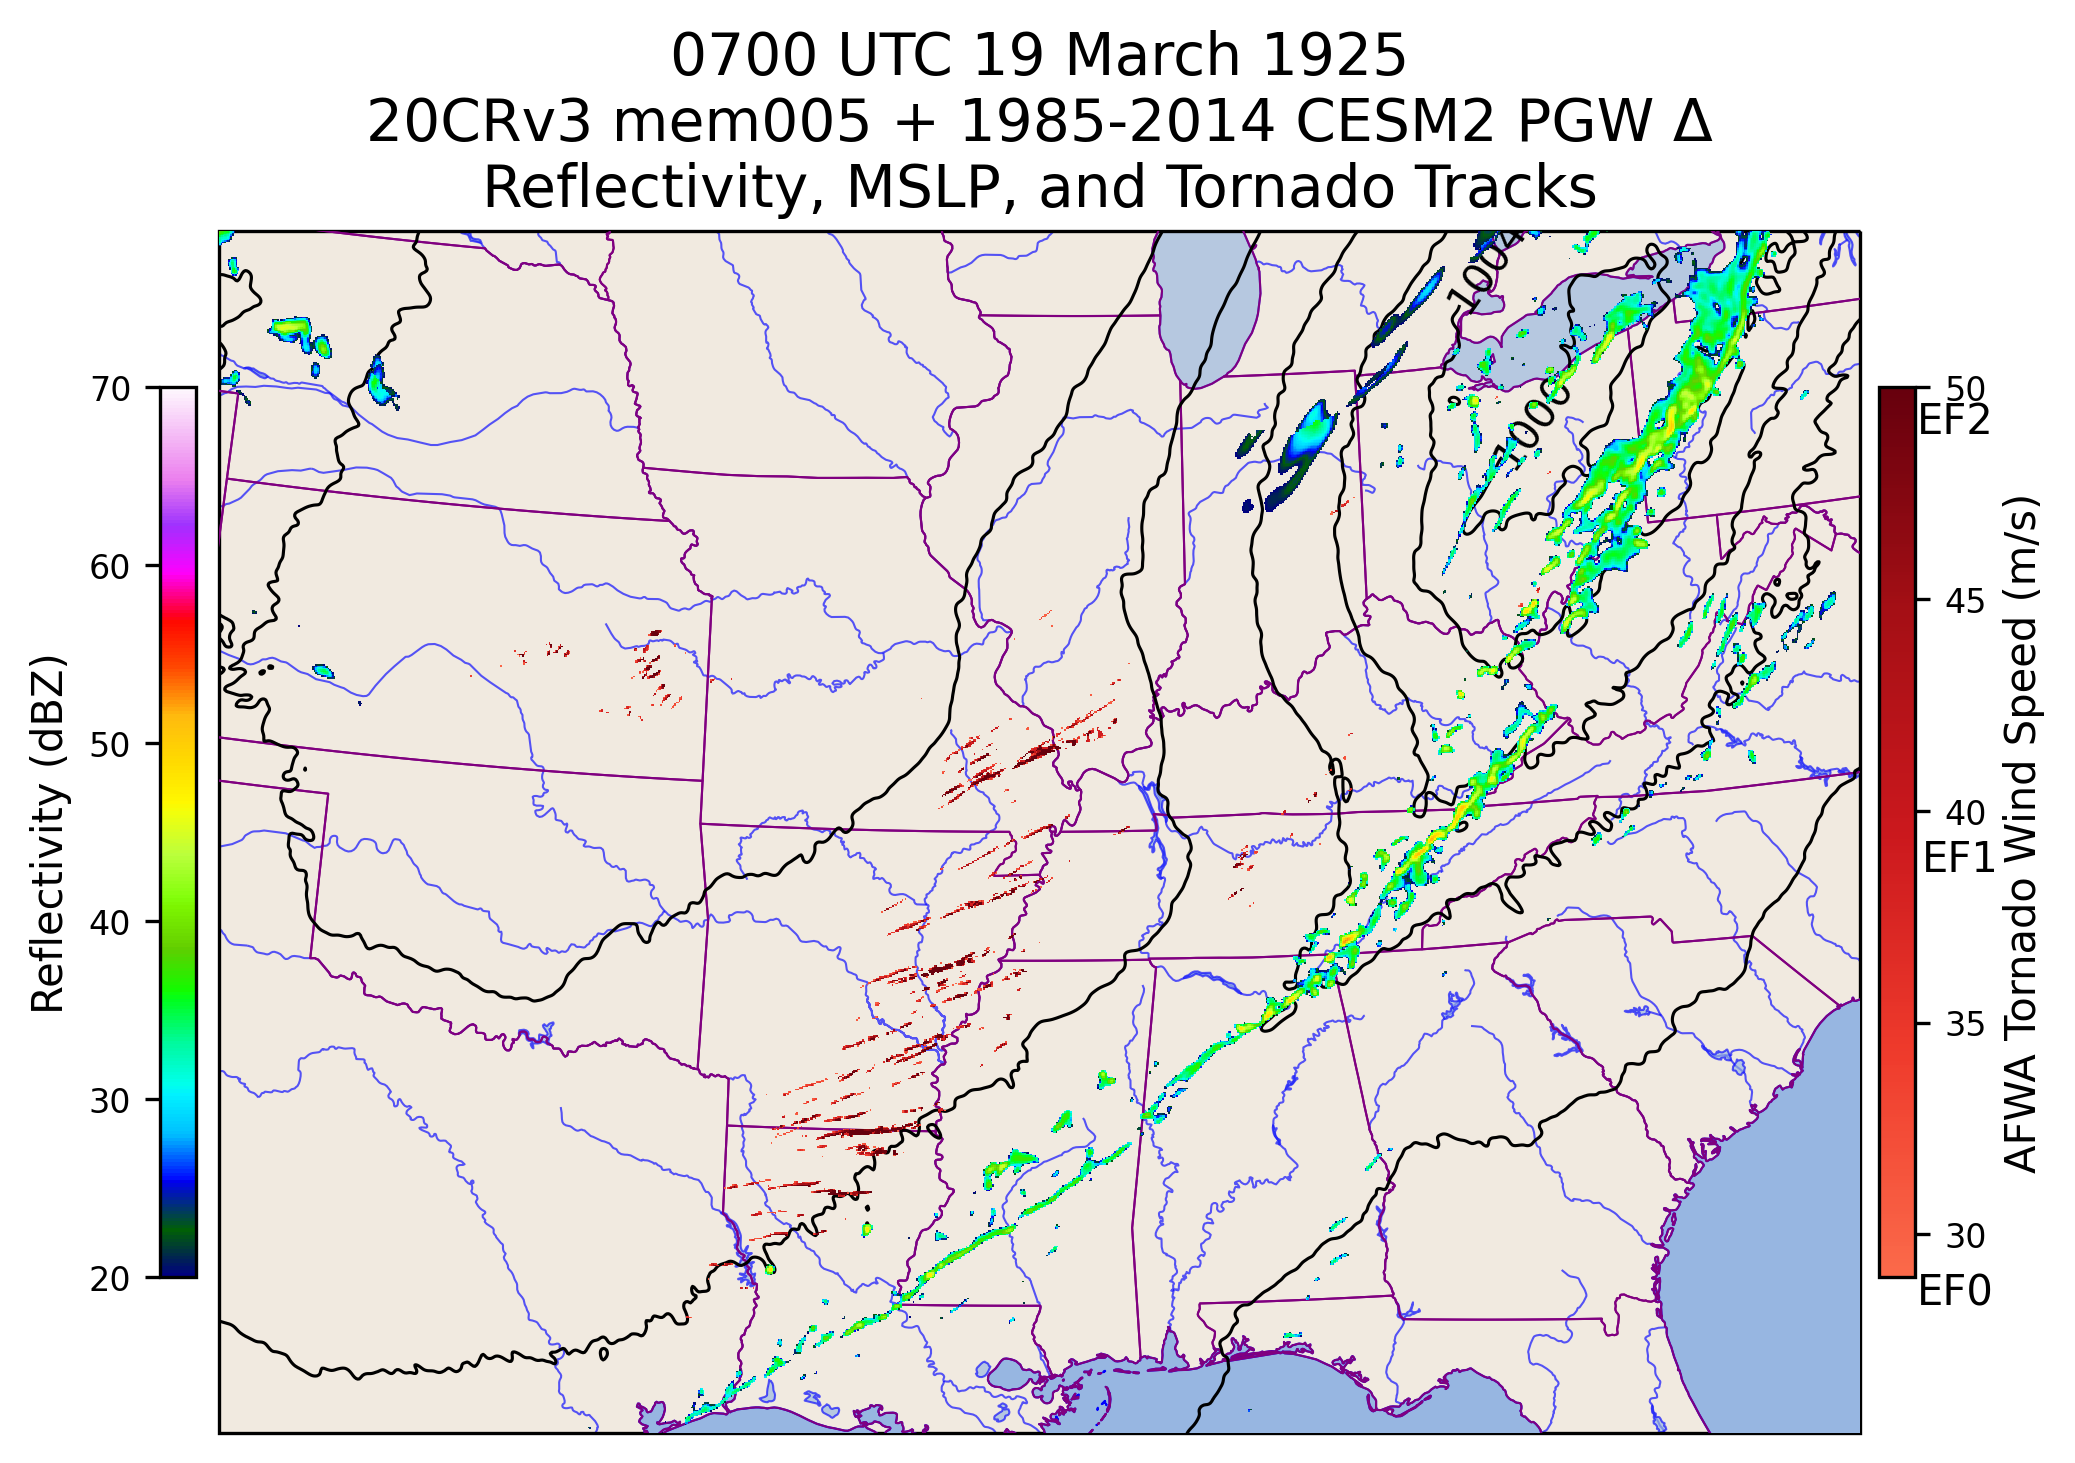 0700 UTC 19 March 1925
20CRv3 mem005 + 1985-2014 CESM2 PGW Δ
Reflectivity, MSLP, and Tornado Tracks
1004
1000
Reflectivity (dBZ)
70
60
50
40
30
20
50
EF2
45
40
EF1
35
30
EF0
AFWA Tornado Wind Speed (m/s)